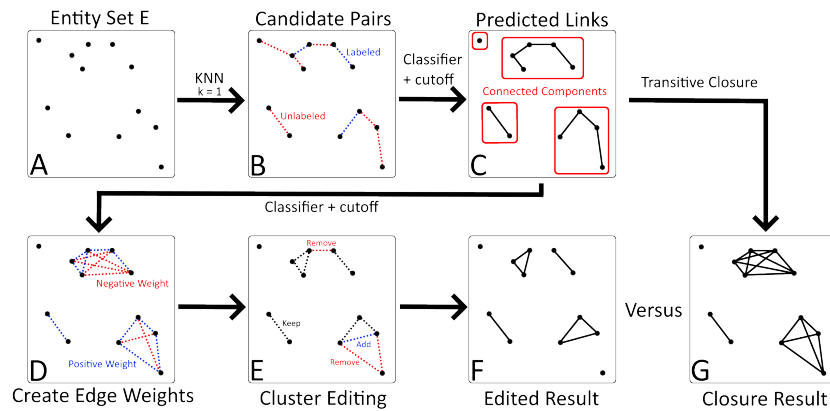 Entity Set E
Candidate Pairs
Predicted Links
KNN
k = 1
Labeled
Unlabeled
Classifier
+ cutoff
Connected Components
Transitive Closure
A
B
C
Classifier + cutoff
Negative Weight
Positive Weight
Remove
Keep
Add
Remove
Versus
D
E
F
G
Create Edge Weights
Cluster Editing
Edited Result
Closure Result